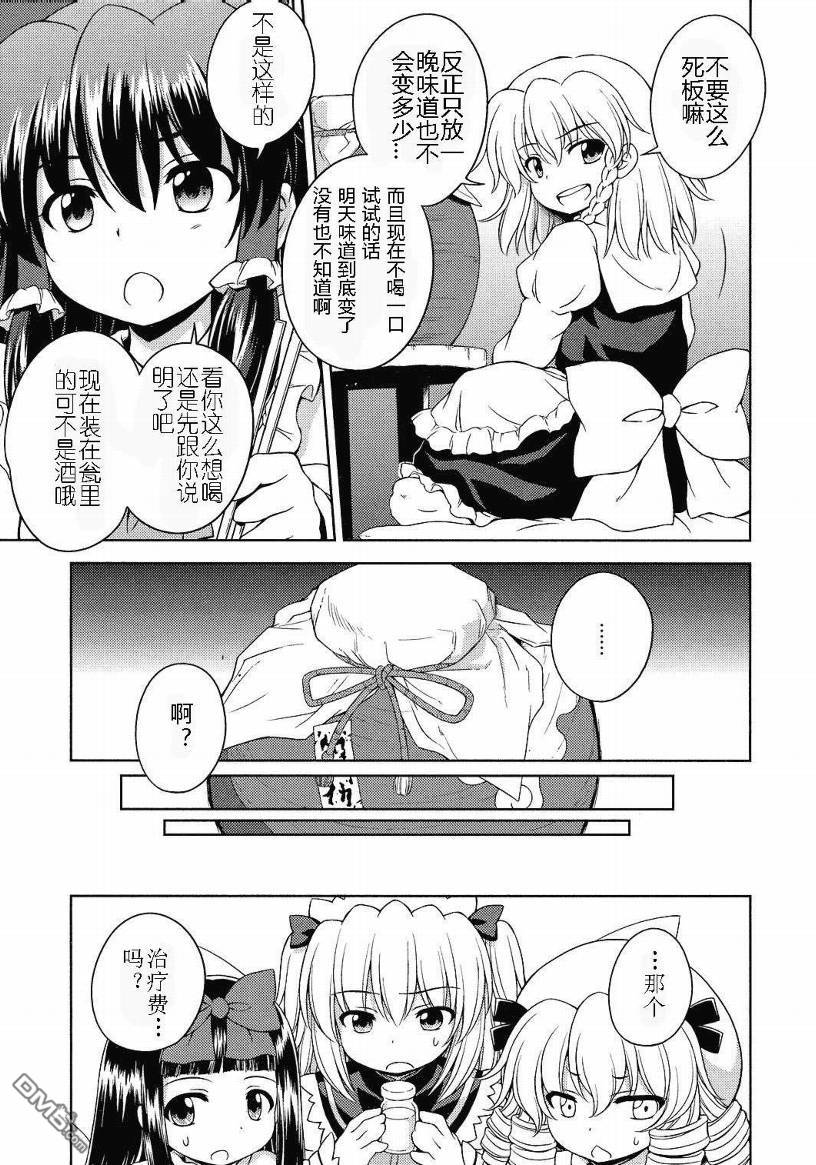 不要这么
死板嘛
反正只放一
晚味道也不
会变多少…
而且现在不喝一口
试试的话
明天味道到底变了
没有也不知道啊
不是这样的
看你这么想喝
还是先跟你说
明了吧
现在装在瓮里
的可不是酒哦
……
啊？
…那个
治疗费…
吗？